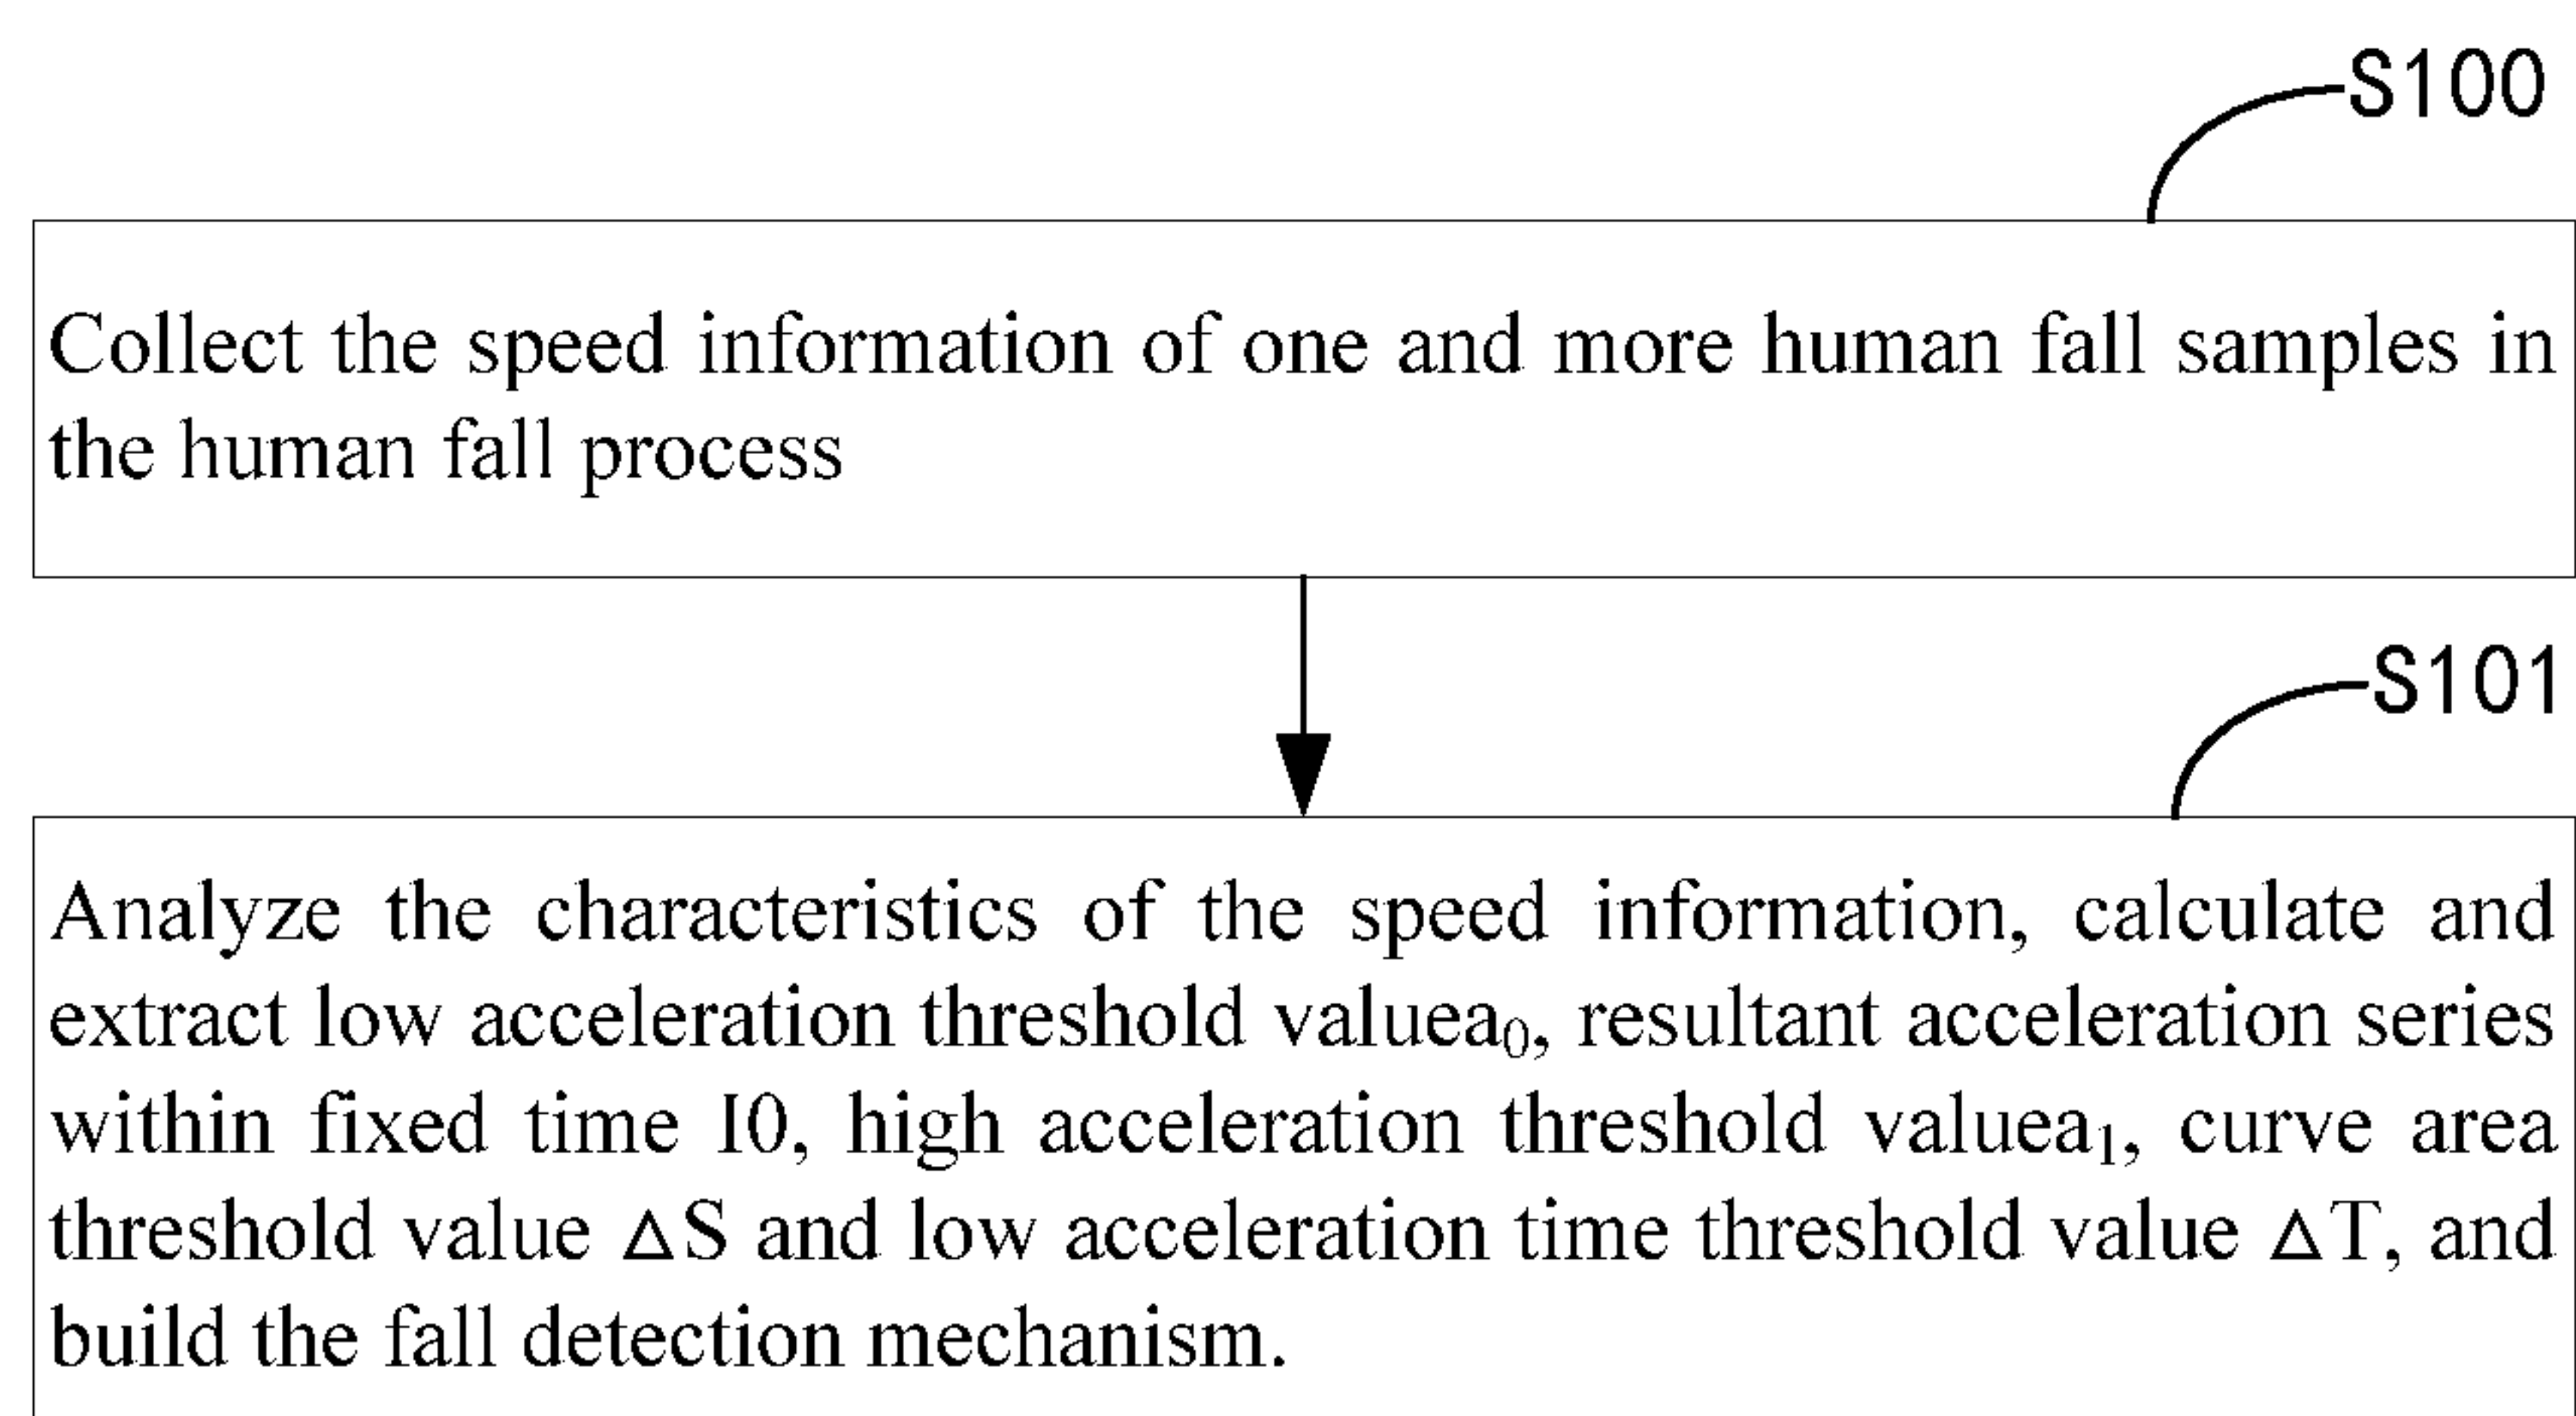 S100
Collect the speed information of one and more human fall samples in
the human fall process
S101
Analyze the characteristics of the speed information, calculate and
extract low acceleration threshold valuea₀, resultant acceleration series
within fixed time I0, high acceleration threshold valuea₁, curve area
threshold value △S and low acceleration time threshold value △T, and
build the fall detection mechanism.